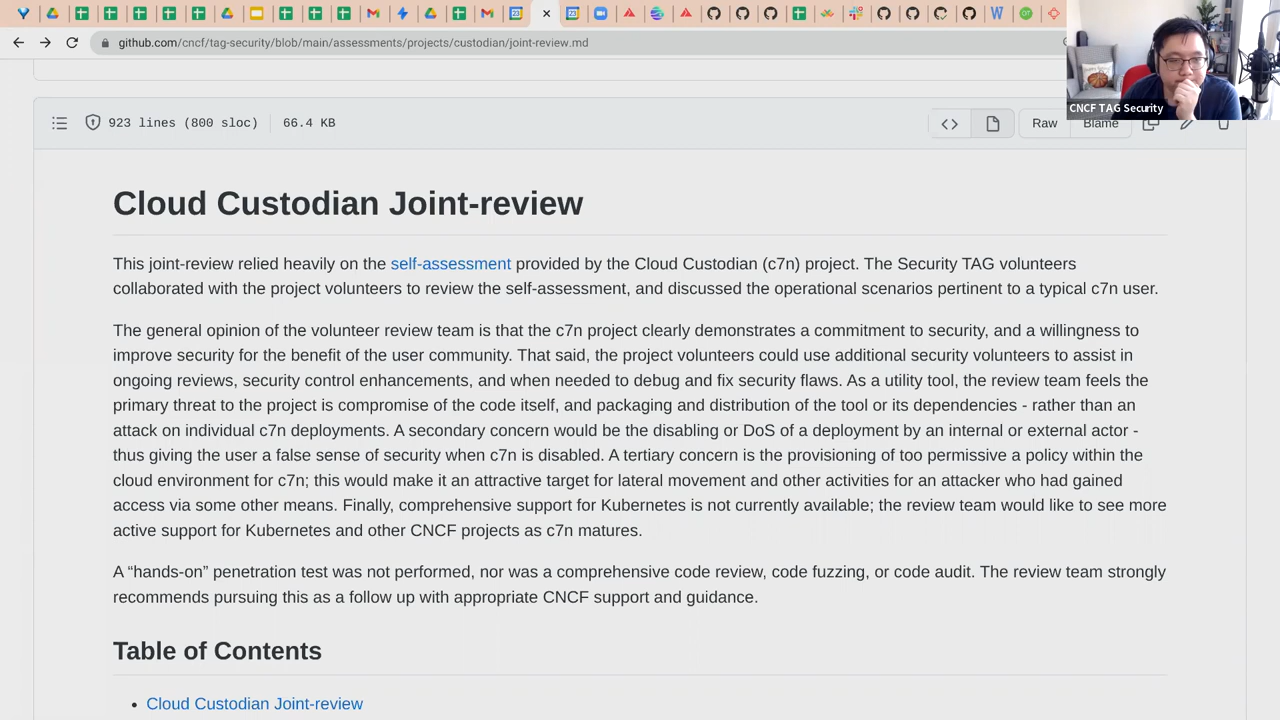 github.com/cncf/tag-security/blob/main/assessments/projects/custodian/joint-review.md
CNCF TAG Security
923 lines (800 sloc)
66.4 KB
Raw
Blame
Cloud Custodian Joint-review
This joint-review relied heavily on the self-assessment provided by the Cloud Custodian (c7n) project. The Security TAG volunteers
collaborated with the project volunteers to review the self-assessment, and discussed the operational scenarios pertinent to a typical c7n user.
The general opinion of the volunteer review team is that the c7n project clearly demonstrates a commitment to security, and a willingness to
improve security for the benefit of the user community. That said, the project volunteers could use additional security volunteers to assist in
ongoing reviews, security control enhancements, and when needed to debug and fix security flaws. As a utility tool, the review team feels the
primary threat to the project is compromise of the code itself, and packaging and distribution of the tool or its dependencies - rather than an
attack on individual c7n deployments. A secondary concern would be the disabling or DoS of a deployment by an internal or external actor -
thus giving the user a false sense of security when c7n is disabled. A tertiary concern is the provisioning of too permissive a policy within the
cloud environment for c7n; this would make it an attractive target for lateral movement and other activities for an attacker who had gained
access via some other means. Finally, comprehensive support for Kubernetes is not currently available; the review team would like to see more
active support for Kubernetes and other CNCF projects as c7n matures.
A “hands-on” penetration test was not performed, nor was a comprehensive code review, code fuzzing, or code audit. The review team strongly
recommends pursuing this as a follow up with appropriate CNCF support and guidance.
Table of Contents
Cloud Custodian Joint-review